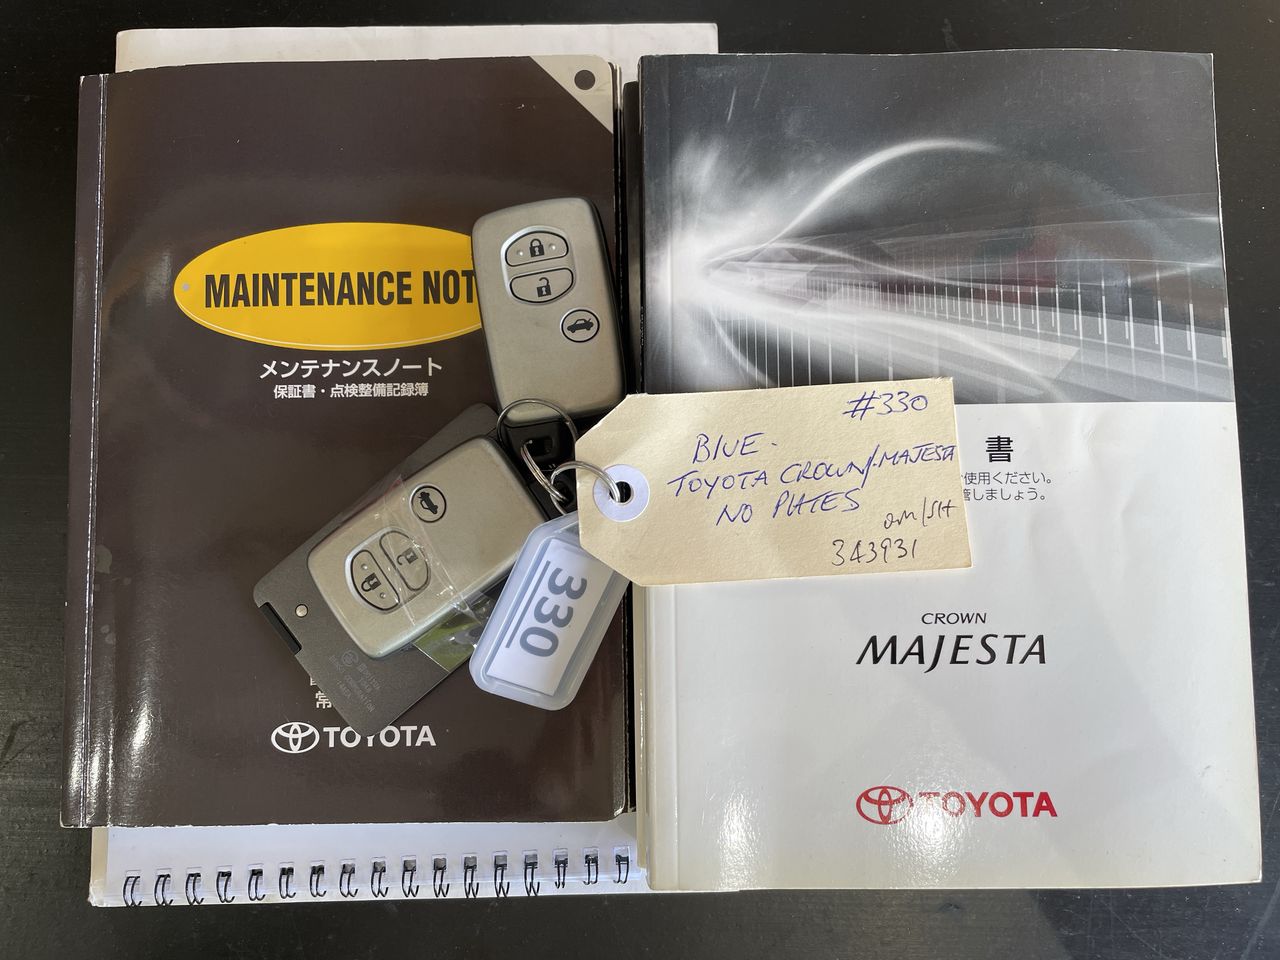 MAINTENANCE NOT
メンテナンスノート
保証書・点検整備記録簿
TOYOTA
330
#330
BLUE-
TOYOTA CROWN/-MAJESTA
NO PLATES
343931
書
使用ください。
しましょう。
CROWN
MAJESTA
TOYOTA